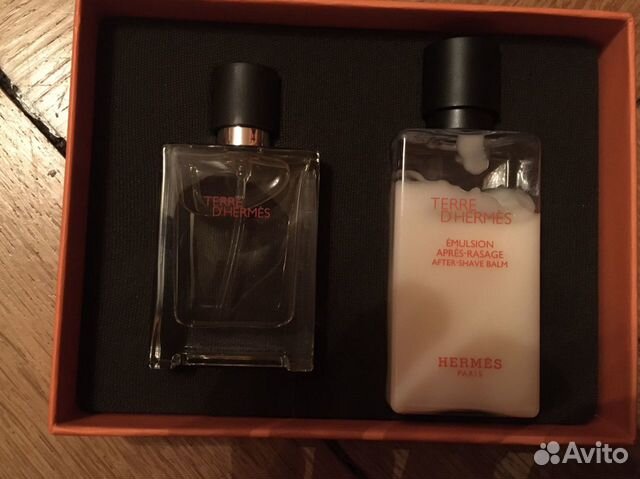 TERRE
D'HERMÈS
TERRE
D'HERMÈS
ÉMULSION
APRÈS-RASAGE
AFTER-SHAVE BALM
HERMÈS
PARIS
Avito